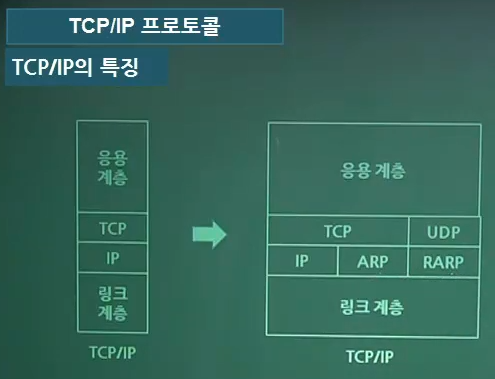 TCP/IP 프로토콜
TCP/IP의 특징
응용
계층
TCP
IP
링크
계층
TCP/IP
응용 계층
TCP UDP
IP ARP RARP
링크 계층
TCP/IP